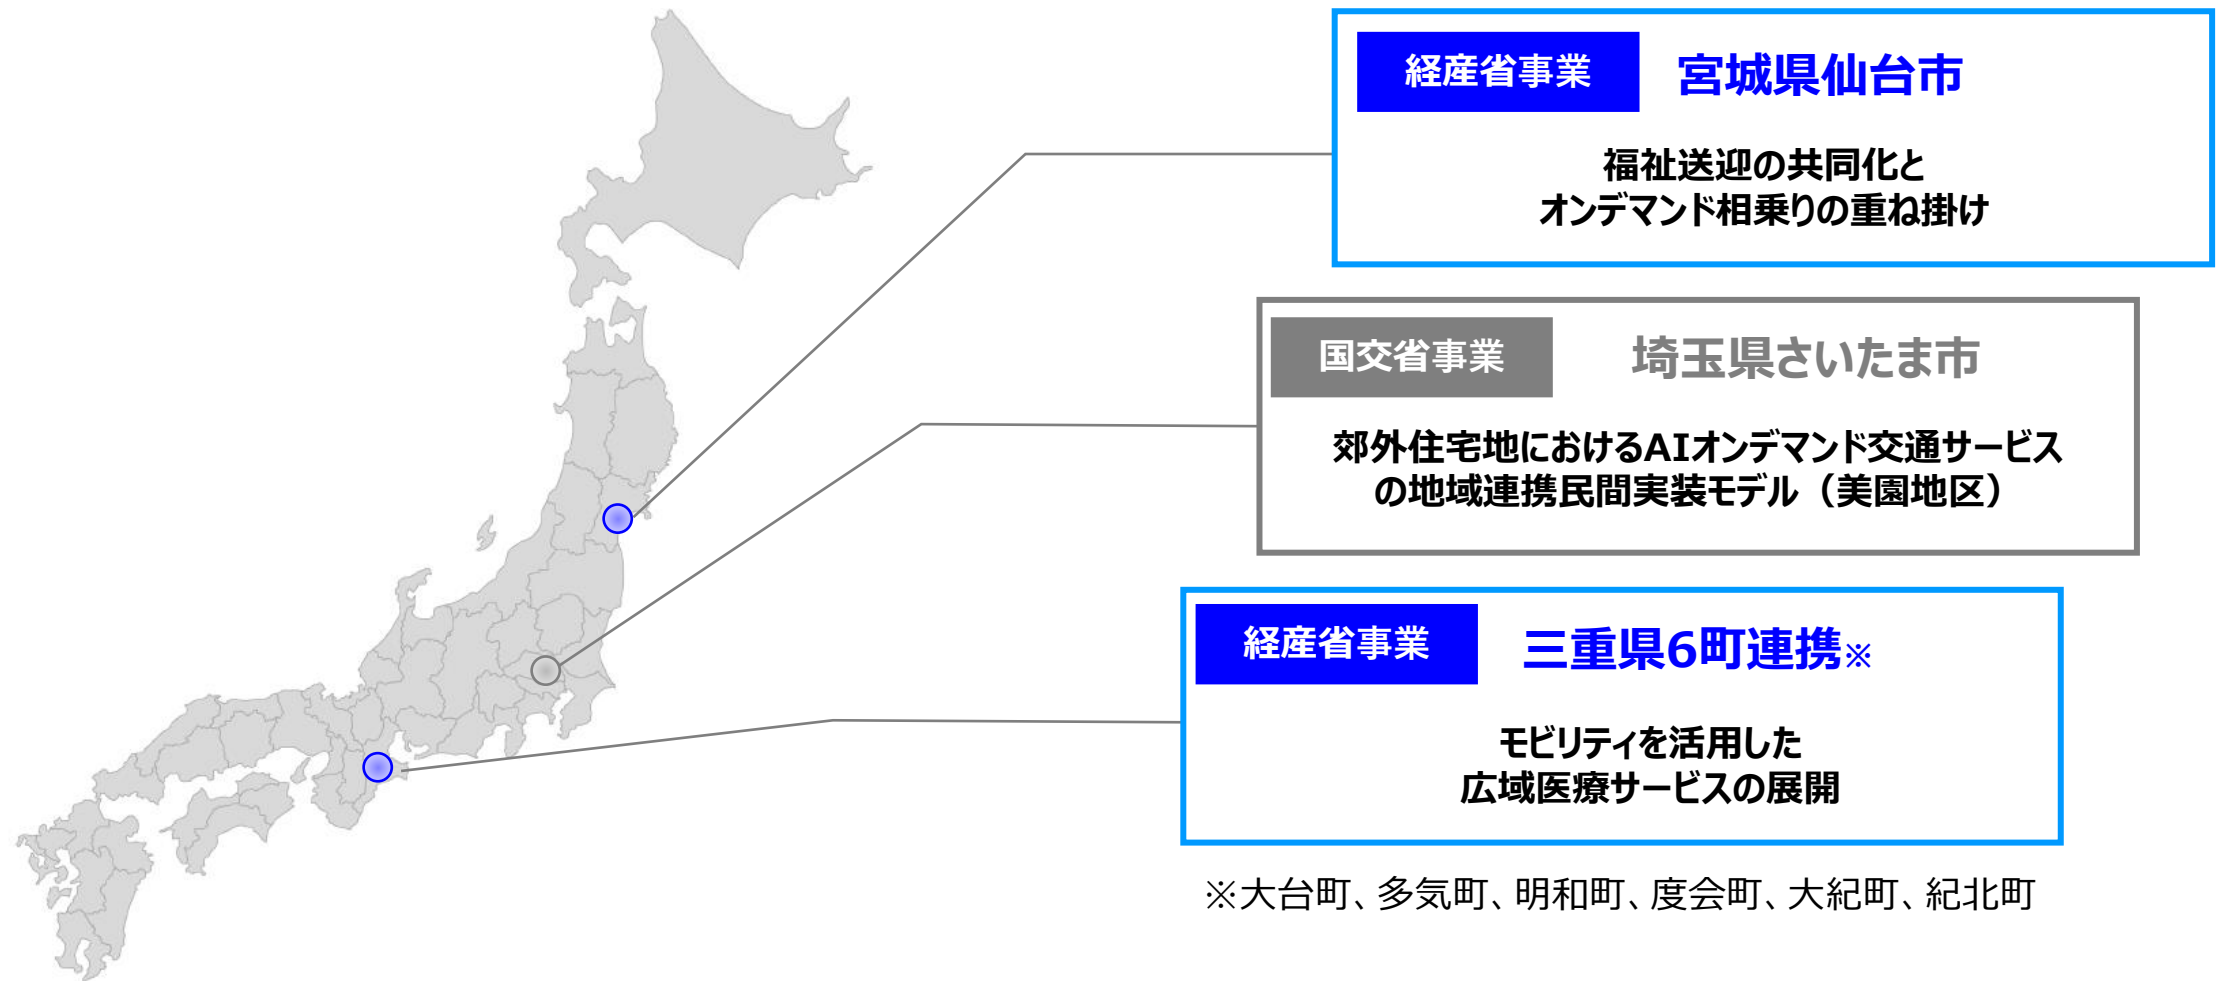 経産省事業 宮城県仙台市
福祉送迎の共同化と
オンデマンド相乗りの重ね掛け
国交省事業 埼玉県さいたま市
郊外住宅地におけるAIオンデマンド交通サービス
の地域連携民間実装モデル（美園地区）
経産省事業 三重県6町連携※
モビリティを活用した
広域医療サービスの展開
※大台町、多気町、明和町、度会町、大紀町、紀北町